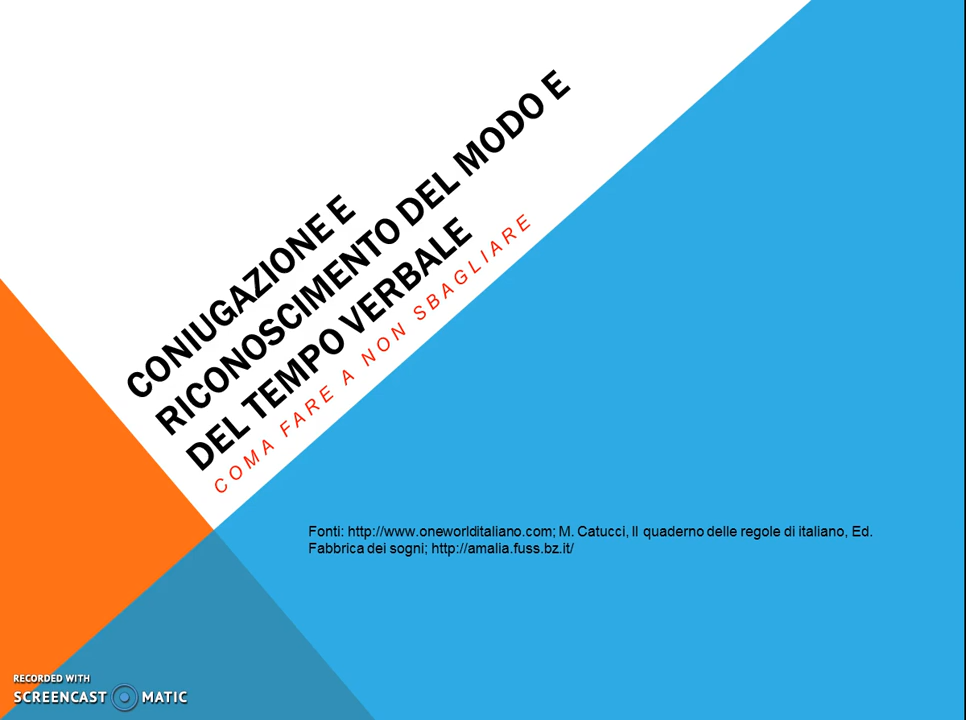 CONIUGAZIONE E
RICONOSCIMENTO DEL MODO E
DEL TEMPO VERBALE
COMA FARE A NON SBAGLIARE
Fonti: http://www.oneworlditaliano.com; M. Catucci, Il quaderno delle regole di italiano, Ed.
Fabbrica dei sogni; http://amalia.fuss.bz.it/
RECORDED WITH
SCREENCAST MATIC